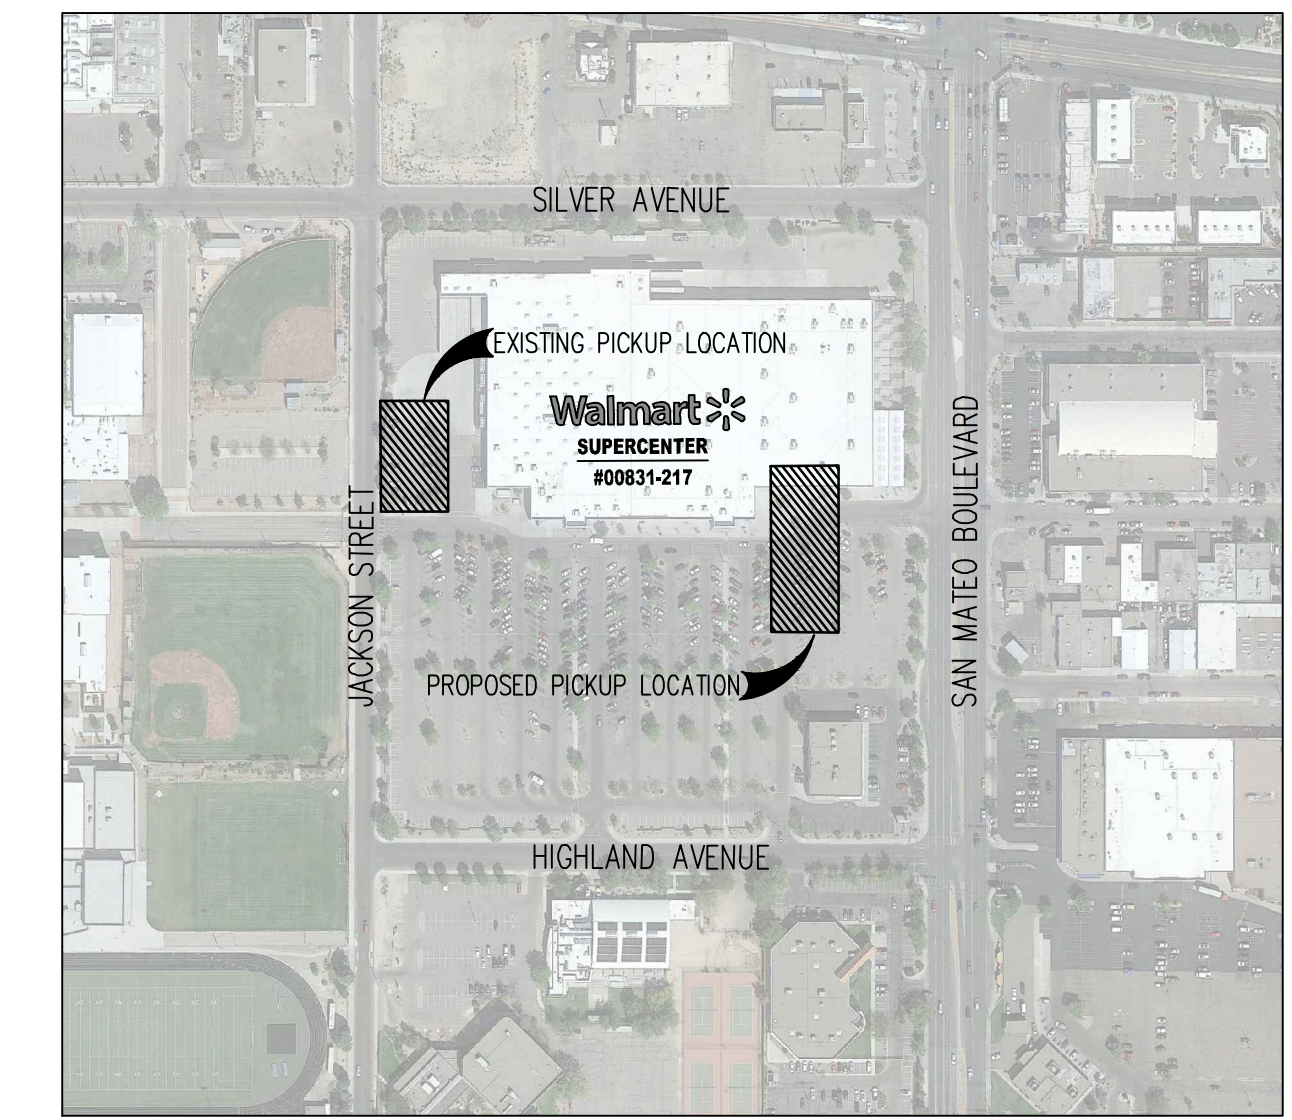 SILVER AVENUE
EXISTING PICKUP LOCATION
Walmart
SUPERCENTER
#00831-217
JACKSON STREET
SAN MATEO BOULEVARD
PROPOSED PICKUP LOCATION
HIGHLAND AVENUE